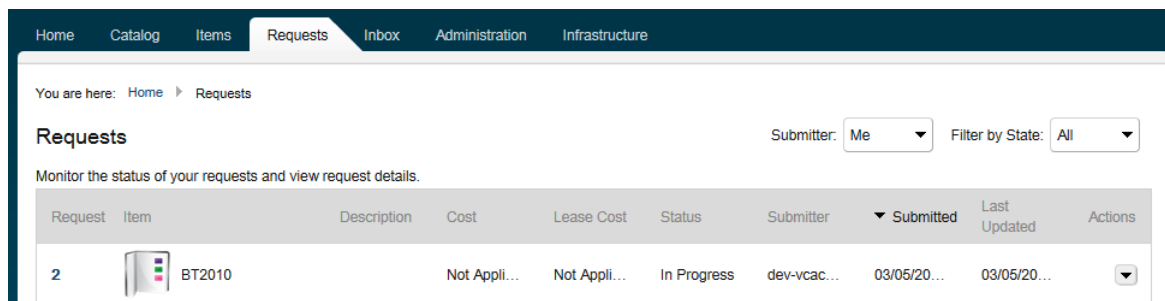 Home Catalog Items Requests Inbox Administration Infrastructure
You are here: Home Requests
Requests Submitter: Me Filter by State: All
Monitor the status of your requests and view request details.
Request Item Description Cost Lease Cost Status Submitter Submitted Last Updated Actions
2 BT2010 Not Appli... Not Appli... In Progress dev-vcac... 03/05/20... 03/05/20...